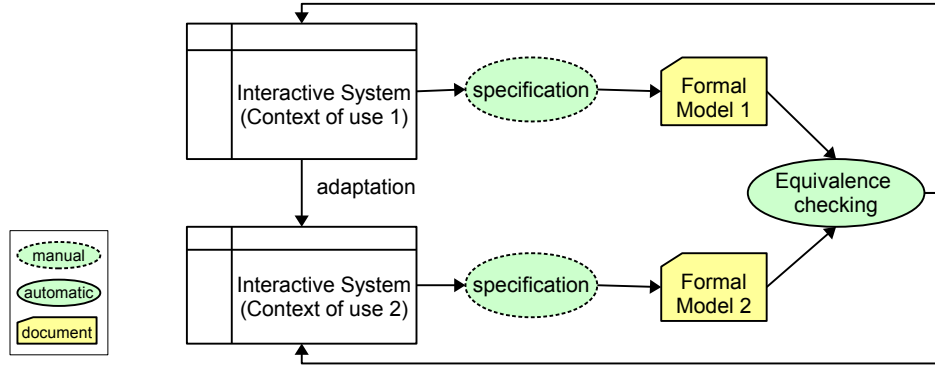 Interactive System
(Context of use 1)
specification
Formal
Model 1
adaptation
Equivalence
checking
Interactive System
(Context of use 2)
specification
Formal
Model 2
manual
automatic
document